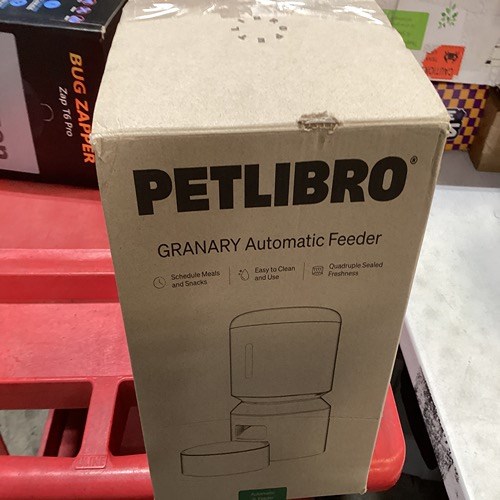 BUG ZAPPER
Zap T6 Pro
PETLIBRO®
GRANARY Automatic Feeder
Schedule Meals
and Snacks
Easy to Clean
and Use
Quadruple Sealed
Freshness